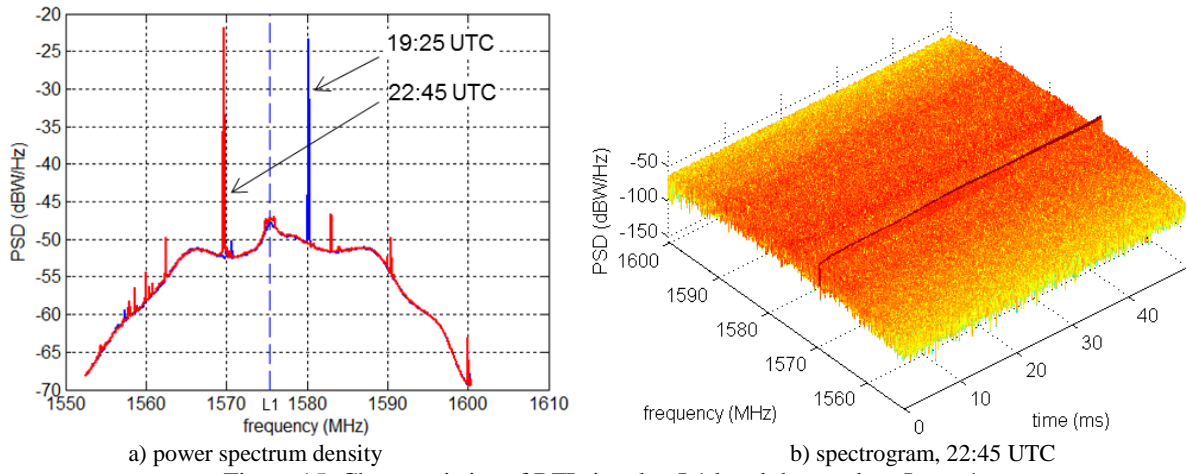 -20
-25
-30
-35
-40
-45
-50
-55
-60
-65
-70
PSD (dBW/Hz)
19:25 UTC
22:45 UTC
1550 1560 1570 L1 1580 1590 1600 1610
frequency (MHz)
-50
-100
-150
PSD (dBW/Hz)
1600
1590
1580
1570
1560
frequency (MHz)
0
10
20
30
40
time (ms)
a) power spectrum density
b) spectrogram, 22:45 UTC